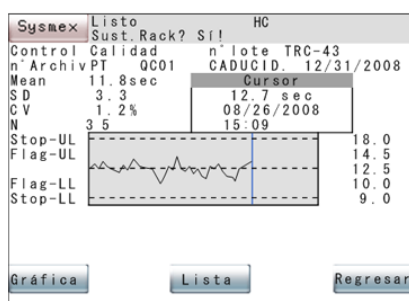 Sysmex Listo HC
Sust.Rack? Sí!
Control Calidad n°lote TRC-43
n°Archiv PT QC01 CADUCID. 12/31/2008
Mean 11.8sec Cursor
SD 3.3 12.7 sec
CV 1.2% 08/26/2008
N 35 15:09
Stop-UL 18.0
Flag-UL 14.5
12.5
Flag-LL 10.0
Stop-LL 9.0
Gráfica Lista Regresar